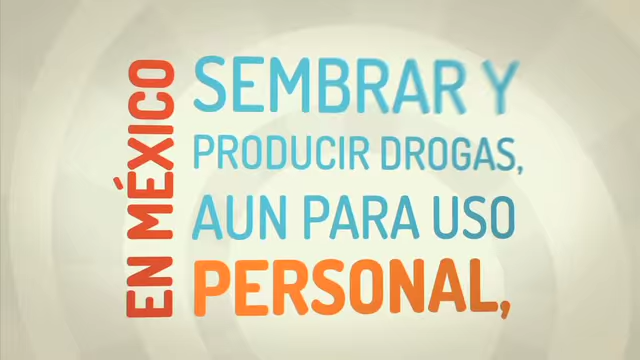 EN MÉXICO
SEMBRAR Y
PRODUCIR DROGAS,
AUN PARA USO
PERSONAL,